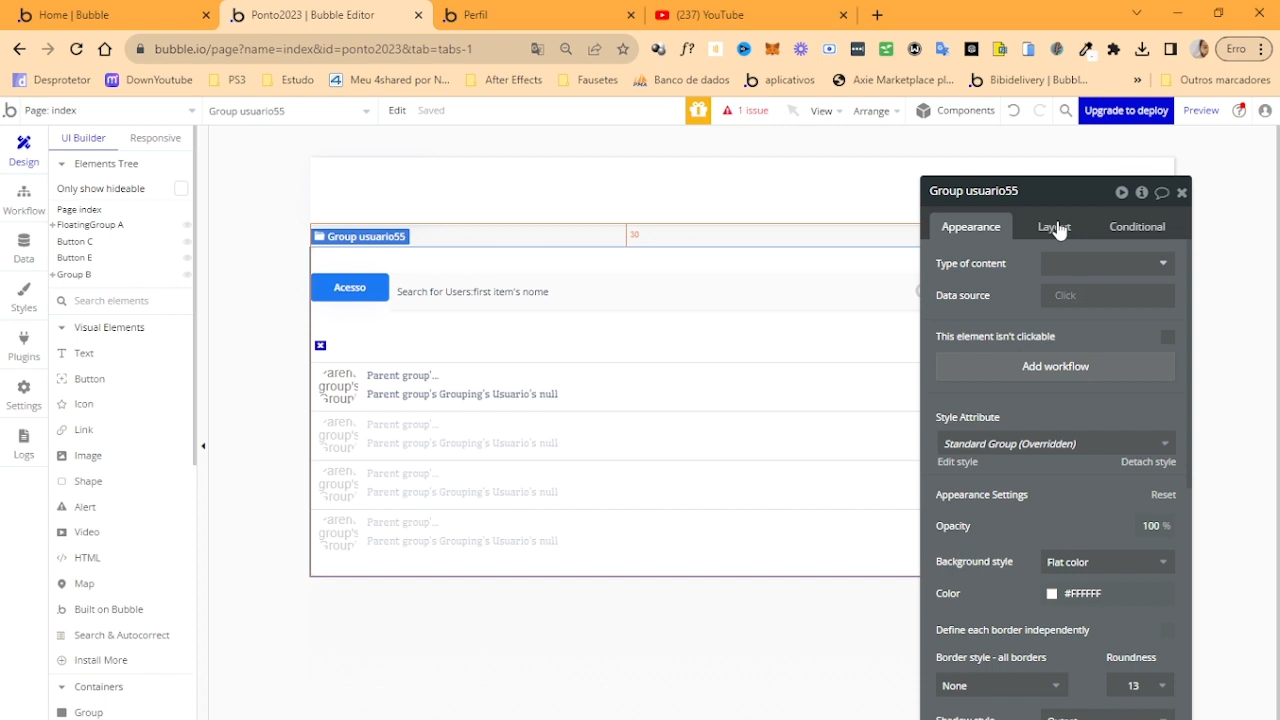 Home | Bubble
Ponto2023 | Bubble Editor
Perfil
(237) YouTube
bubble.io/page?name=index&id=ponto2023&tab=tabs-1
Erro
Desprotetor
DownYoutube
PS3
Estudo
Meu 4shared por N...
After Effects
Fausetes
Banco de dados
aplicativos
Axie Marketplace pl...
Bibidelivery | Bubbl...
»
Outros marcadores
Page: index
Group usuario55
Edit
Saved
1 issue
View
Arrange
Components
Upgrade to deploy
Preview
Design
Workflow
Data
Styles
Plugins
Settings
Logs
UI Builder
Responsive
Elements Tree
Only show hideable
Page index
FloatingGroup A
Button C
Button E
Group B
Search elements
Visual Elements
Text
Button
Icon
Link
Image
Shape
Alert
Video
HTML
Map
Built on Bubble
Search & Autocorrect
Install More
Containers
Group
Group usuario55
30
Acesso
Search for Users:first item's nome
Parent group'...
Parent group's Grouping's Usuario's null
Parent group'...
Parent group's Grouping's Usuario's null
Parent group'...
Parent group's Grouping's Usuario's null
Parent group'...
Parent group's Grouping's Usuario's null
Group usuario55
Appearance
Layout
Conditional
Type of content
Data source
Click
This element isn't clickable
Add workflow
Style Attribute
Standard Group (Overridden)
Edit style
Detach style
Appearance Settings
Reset
Opacity
100 %
Background style
Flat color
Color
#FFFFFF
Define each border independently
Border style - all borders
Roundness
None
13